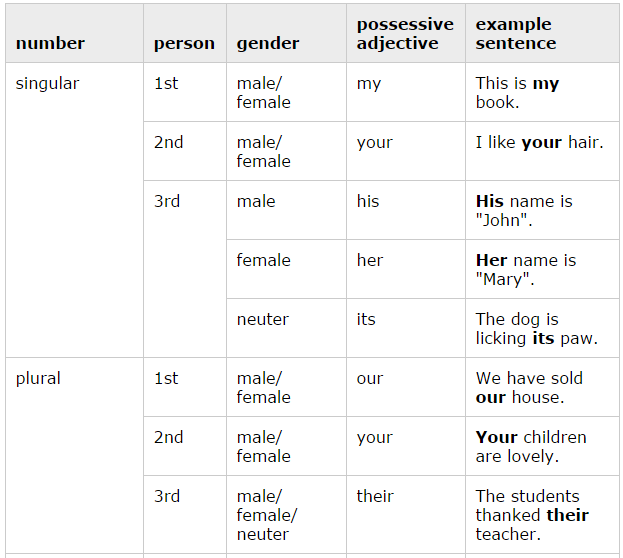 number person gender possessive adjective example sentence
singular 1st male/ my This is my
female book.
2nd male/ your I like your hair.
female
3rd male his His name is
"John".
female her Her name is
"Mary".
neuter its The dog is
licking its paw.
plural 1st male/ our We have sold
female our house.
2nd male/ your Your children
female are lovely.
3rd male/ their The students
female/ thanked their
neuter teacher.